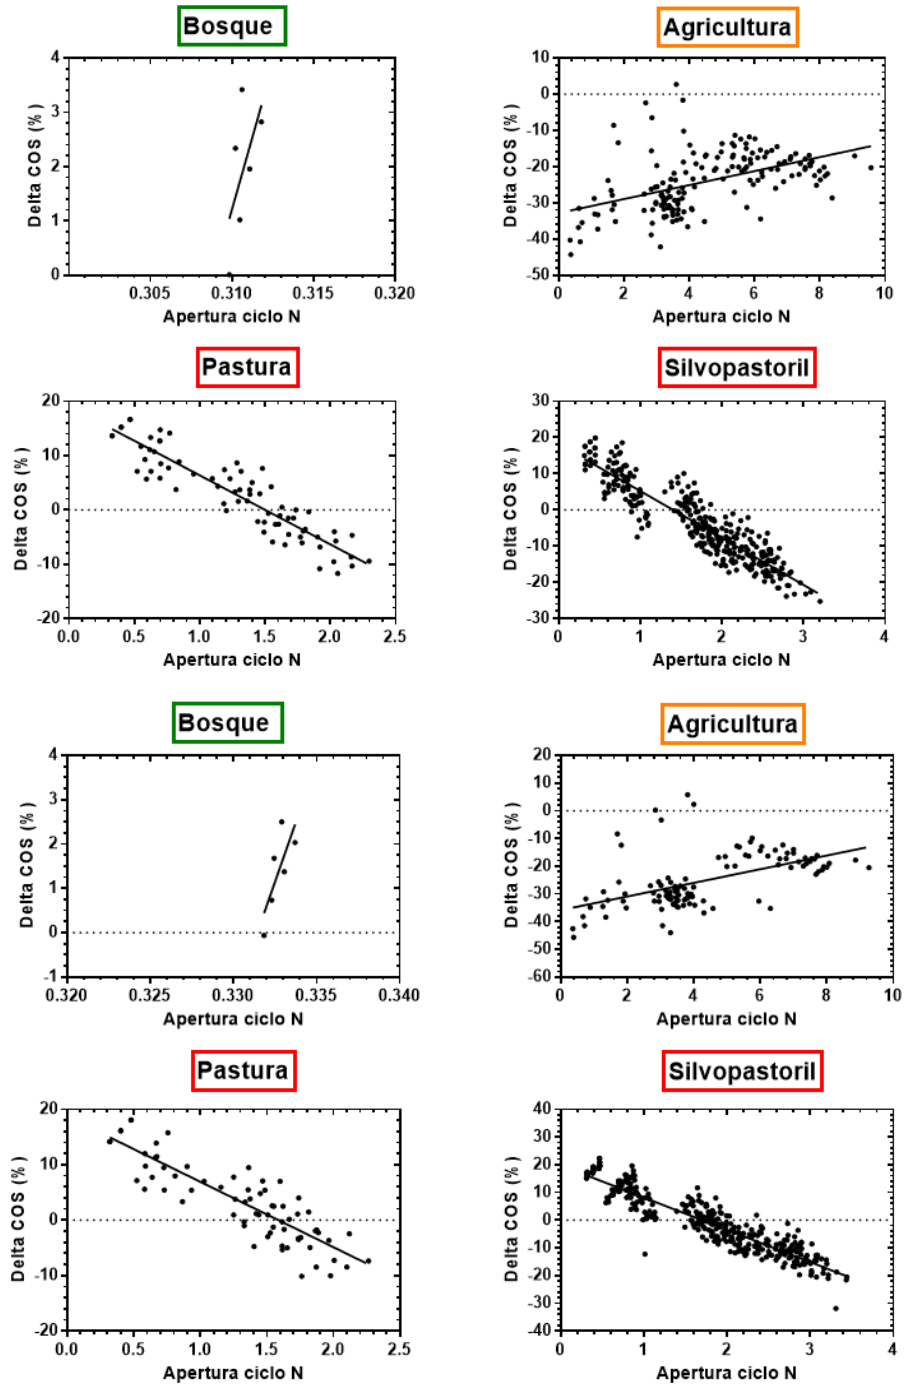 Bosque
Agricultura
4
3
2
1
0
Delta COS (%)
0.305 0.310 0.315 0.320
Apertura ciclo N
10
0
-10
-20
-30
-40
-50
Delta COS (%)
0 2 4 6 8 10
Apertura ciclo N
Pastura
Silvopastoril
20
10
0
-10
-20
Delta COS (%)
0.0 0.5 1.0 1.5 2.0 2.5
Apertura ciclo N
30
20
10
0
-10
-20
-30
Delta COS (%)
0 1 2 3 4
Apertura ciclo N
Bosque
Agricultura
4
3
2
1
0
-1
Delta COS (%)
0.320 0.325 0.330 0.335 0.340
Apertura ciclo N
20
10
0
-10
-20
-30
-40
-50
-60
Delta COS (%)
0 2 4 6 8 10
Apertura ciclo N
Pastura
Silvopastoril
20
10
0
-10
-20
Delta COS (%)
0.0 0.5 1.0 1.5 2.0 2.5
Apertura ciclo N
40
30
20
10
0
-10
-20
-30
-40
Delta COS (%)
0 1 2 3 4
Apertura ciclo N